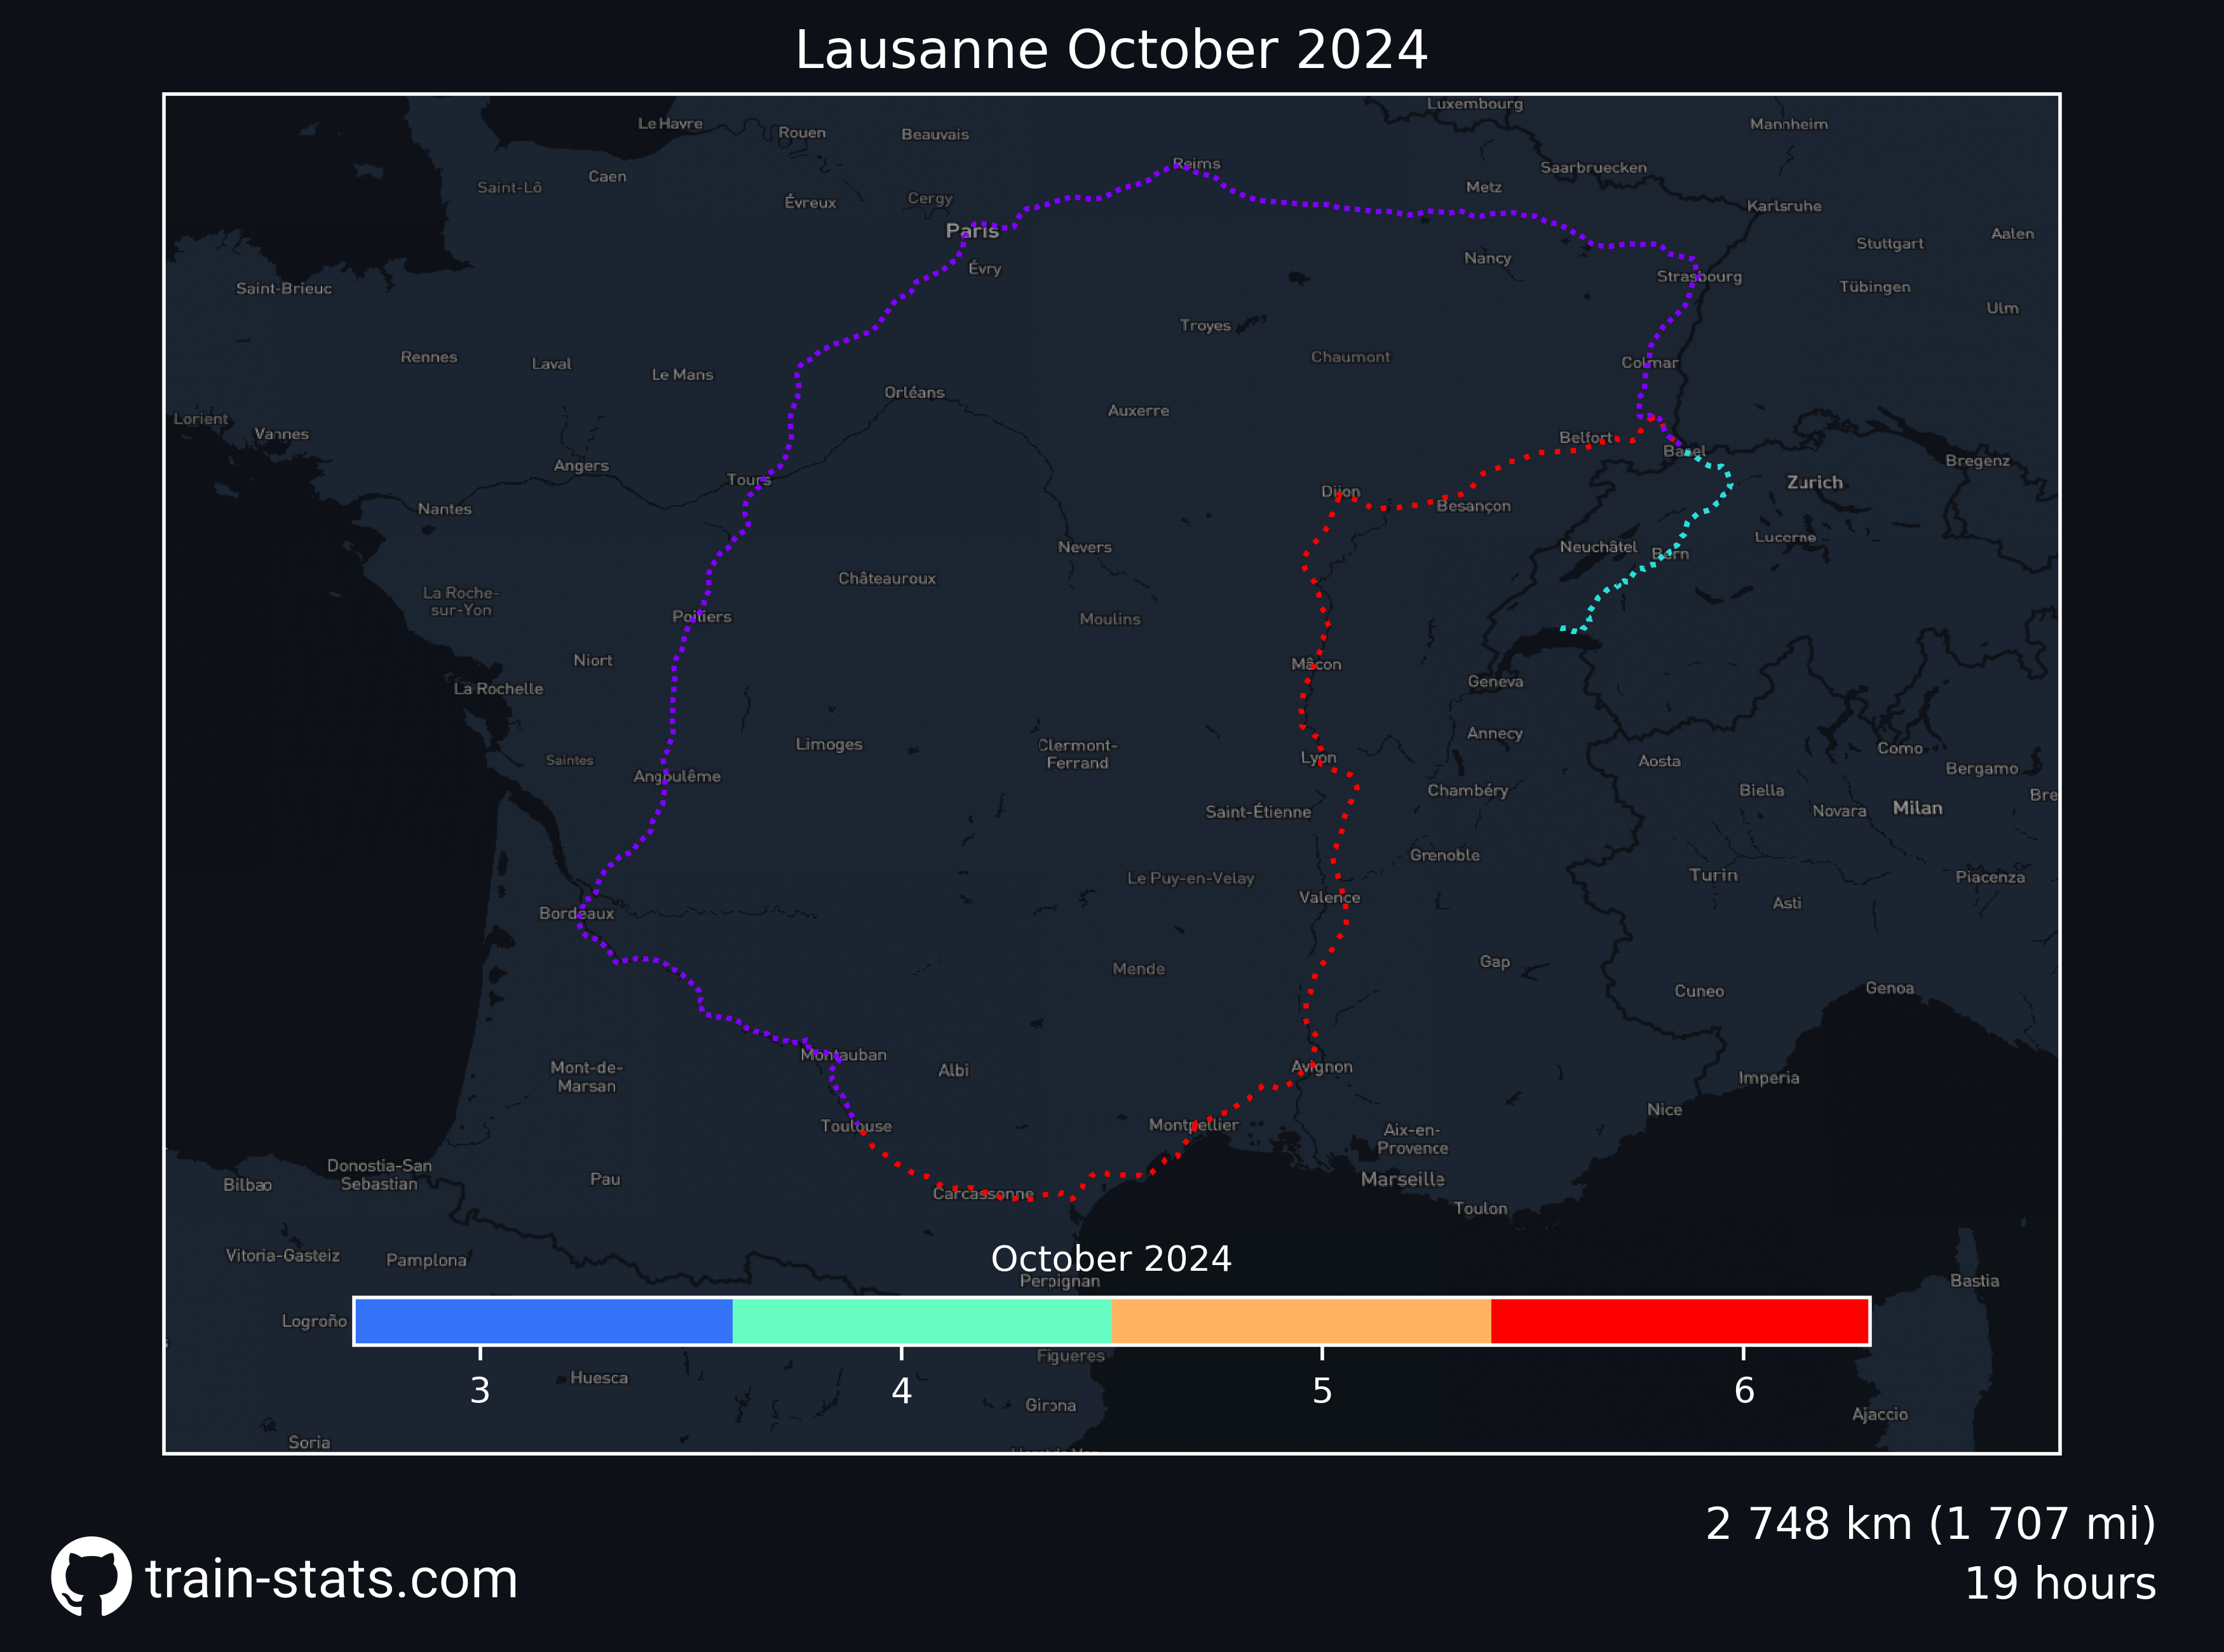 Lausanne October 2024
Luxembourg
Le Havre
Rouen
Beauvais
Mannheim
Reims
Saarbruecken
Caen
Saint-Lô
Metz
Évreux
Cergy
Karlsruhe
Paris
Aalen
Stuttgart
Nancy
Évry
Strasbourg
Saint-Brieuc
Tübingen
Ulm
Troyes
Rennes
Laval
Chaumont
Colmar
Le Mans
Orléans
Auxerre
Lorient
Vannes
Belfort
Basel
Bregenz
Angers
Tours
Zurich
Dijon
Besançon
Nantes
Lucerne
Nevers
Neuchâtel
Bern
Châteauroux
La Roche-
sur-Yon
Poitiers
Moulins
Niort
Mâcon
Geneva
La Rochelle
Annecy
Limoges
Clermont-
Ferrand
Como
Saintes
Lyon
Aosta
Bergamo
Angoulême
Chambéry
Biella
Bre
Novara
Milan
Saint-Étienne
Grenoble
Turin
Piacenza
Le Puy-en-Velay
Valence
Asti
Bordeaux
Gap
Mende
Cuneo
Genoa
Montauban
Mont-de-
Marsan
Albi
Avignon
Imperia
Nice
Toulouse
Montpellier
Aix-en-
Provence
Donostia-San
Sebastian
Bilbao
Pau
Carcassonne
Marseille
Toulon
Vitoria-Gasteiz
Pamplona
October 2024
Perpignan
Bastia
Logroño
Figueres
Huesca
3
4
5
6
Girona
Ajaccio
Soria
2 748 km (1 707 mi)
train-stats.com
19 hours